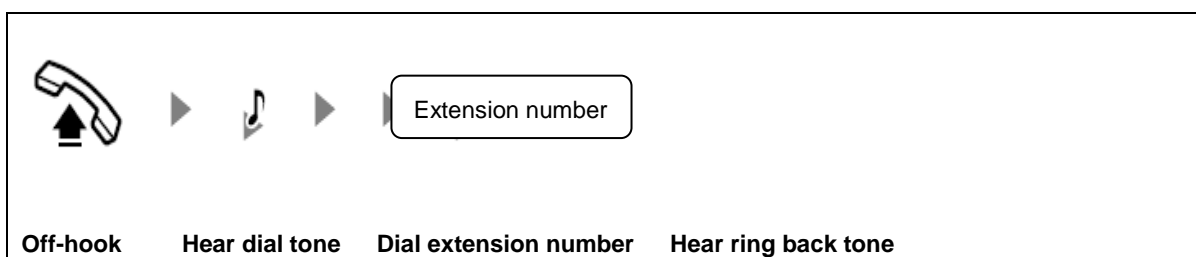 Extension number
Off-hook Hear dial tone Dial extension number Hear ring back tone